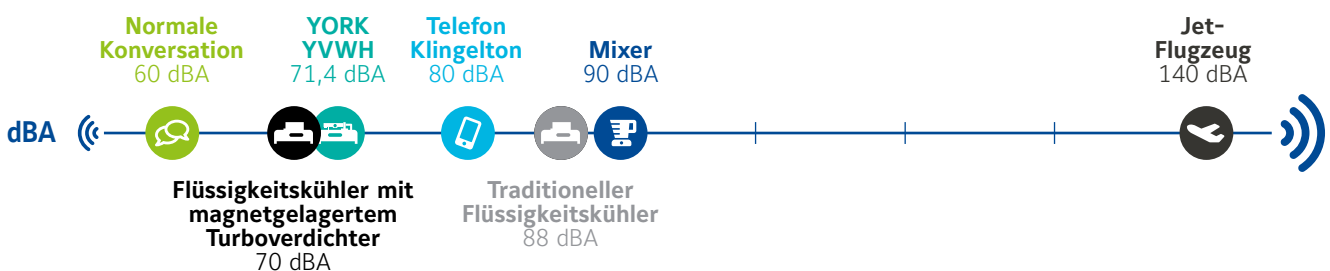 Normale
Konversation
60 dBA
YORK
YVWH
71,4 dBA
Telefon
Klingelton
80 dBA
Mixer
90 dBA
Jet-
Flugzeug
140 dBA
dBA
Flüssigkeitskühler mit
magnetgelagertem
Turboverdichter
70 dBA
Traditioneller
Flüssigkeitskühler
88 dBA